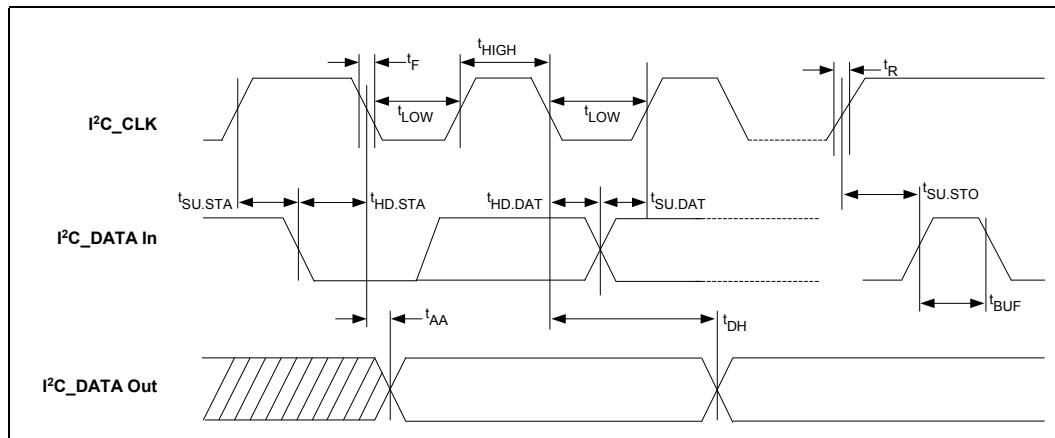 tHIGH
tF
tR
tLOW
tLOW
I²C_CLK
tSU.STA
tHD.STA
tHD.DAT
tSU.DAT
tSU.STO
I²C_DATA In
tBUF
tAA
tDH
I²C_DATA Out